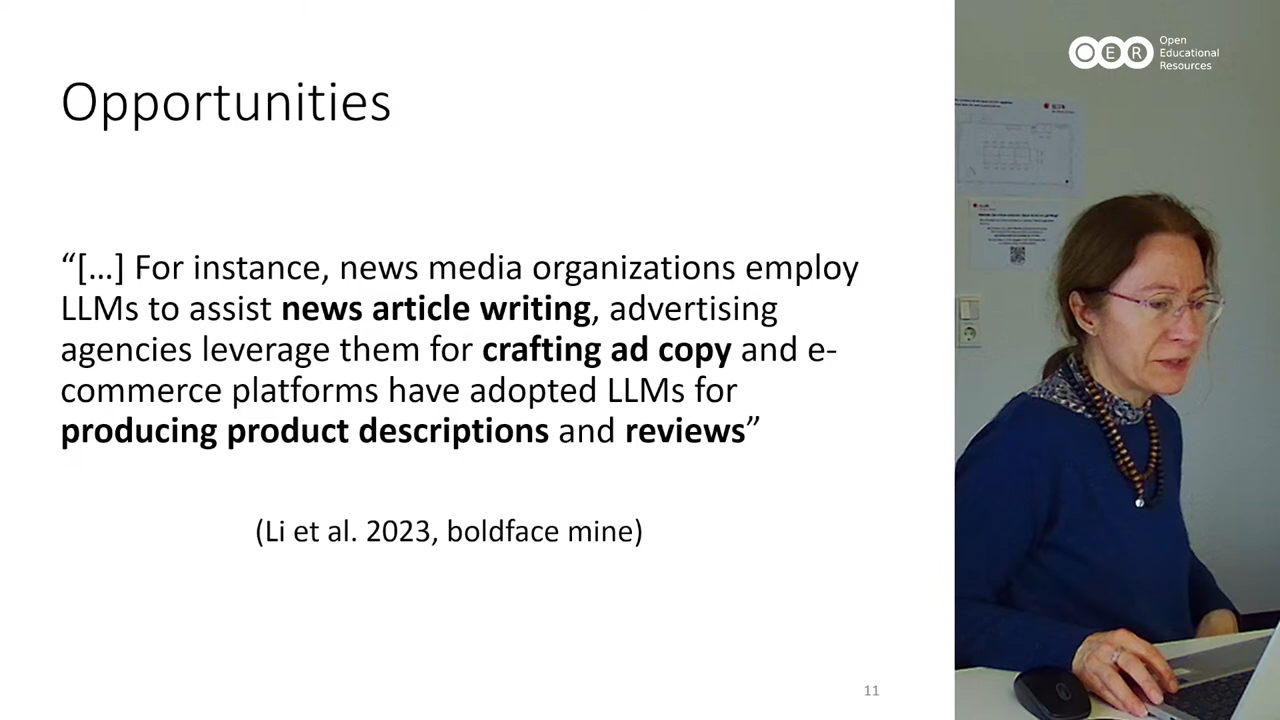 Opportunities
“[…] For instance, news media organizations employ
LLMs to assist news article writing, advertising
agencies leverage them for crafting ad copy and e-
commerce platforms have adopted LLMs for
producing product descriptions and reviews”
(Li et al. 2023, boldface mine)
11
OER
Open
Educational
Resources